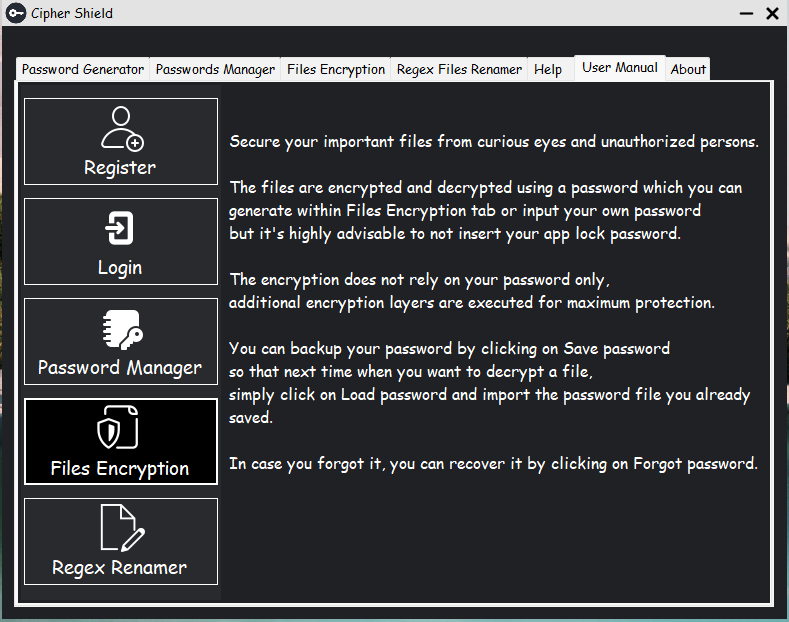 Cipher Shield
Password Generator Passwords Manager Files Encryption Regex Files Renamer Help User Manual About
Register
Login
Password Manager
Files Encryption
Regex Renamer
Secure your important files from curious eyes and unauthorized persons.
The files are encrypted and decrypted using a password which you can
generate within Files Encryption tab or input your own password
but it's highly advisable to not insert your app lock password.
The encryption does not rely on your password only,
additional encryption layers are executed for maximum protection.
You can backup your password by clicking on Save password
so that next time when you want to decrypt a file,
simply click on Load password and import the password file you already
saved.
In case you forgot it, you can recover it by clicking on Forgot password.